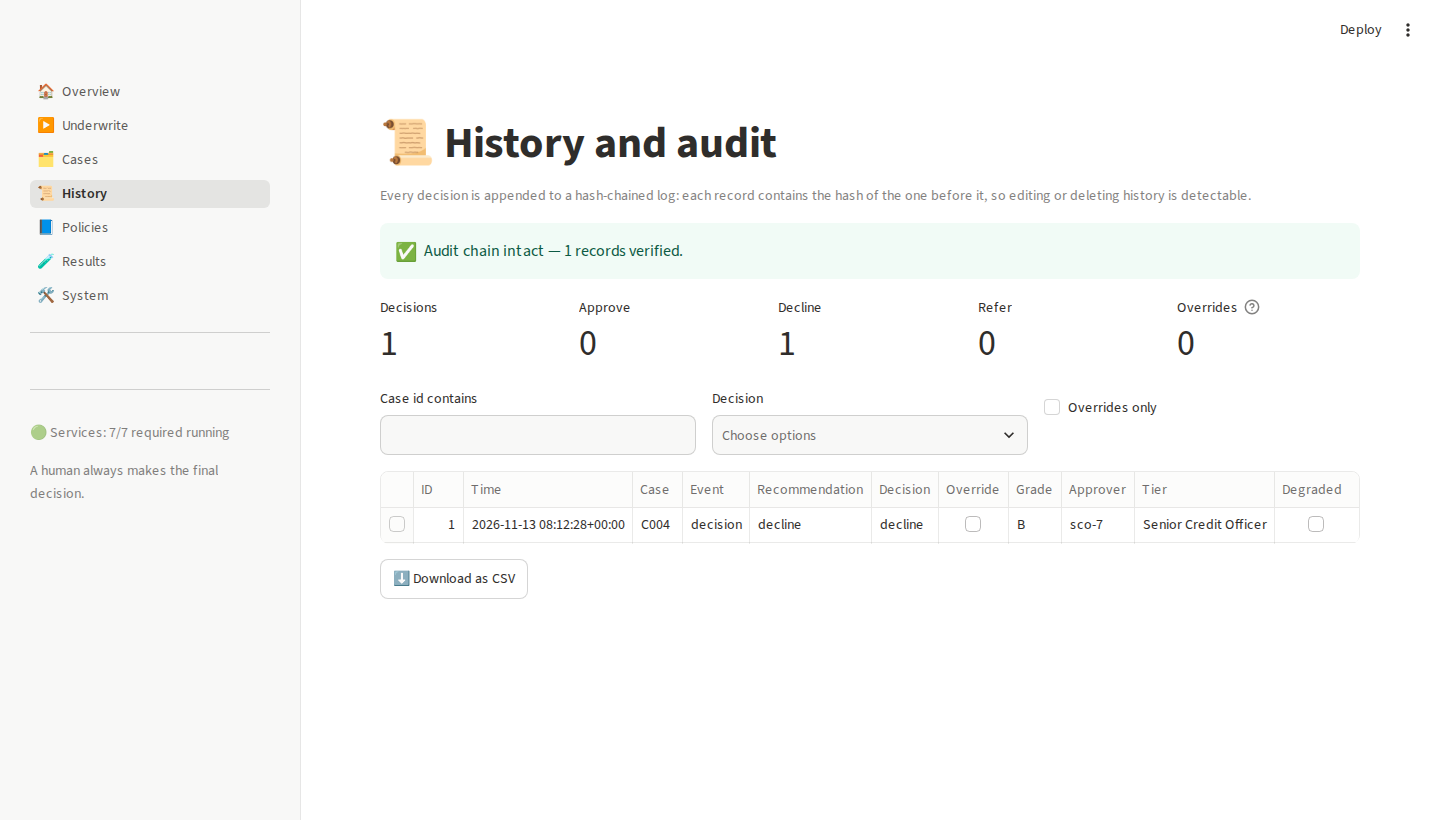 Deploy
Overview
Underwrite
Cases
History
Policies
Results
System
Services: 7/7 required running
A human always makes the final
decision.
History and audit
Every decision is appended to a hash-chained log: each record contains the hash of the one before it, so editing or deleting history is detectable.
Audit chain intact — 1 records verified.
Decisions Approve Decline Refer Overrides
1 0 1 0 0
Case id contains Decision Overrides only
Choose options
ID Time Case Event Recommendation Decision Override Grade Approver Tier Degraded
1 2026-11-13 08:12:28+00:00 C004 decision decline decline B sco-7 Senior Credit Officer
Download as CSV